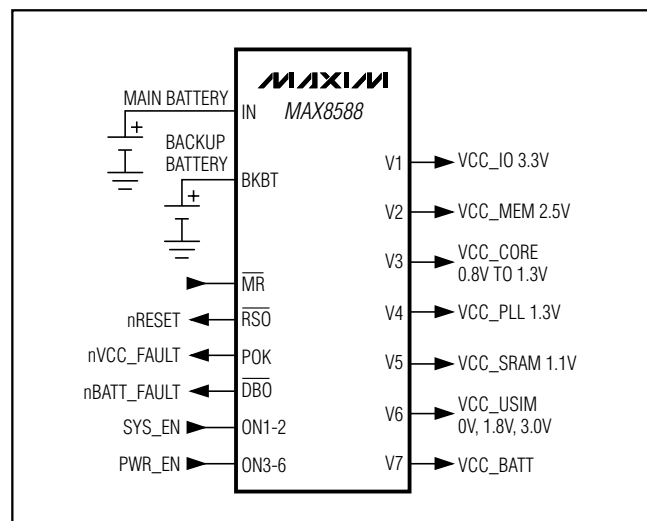 MAXIM
MAX8588
MAIN BATTERY
IN
+
BACKUP
BATTERY
BKBT
+
MR
nRESET
RSO
nVCC_FAULT
POK
nBATT_FAULT
DBO
SYS_EN
ON1-2
PWR_EN
ON3-6
V1
VCC_IO 3.3V
V2
VCC_MEM 2.5V
V3
VCC_CORE
0.8V TO 1.3V
V4
VCC_PLL 1.3V
V5
VCC_SRAM 1.1V
V6
VCC_USIM
0V, 1.8V, 3.0V
V7
VCC_BATT